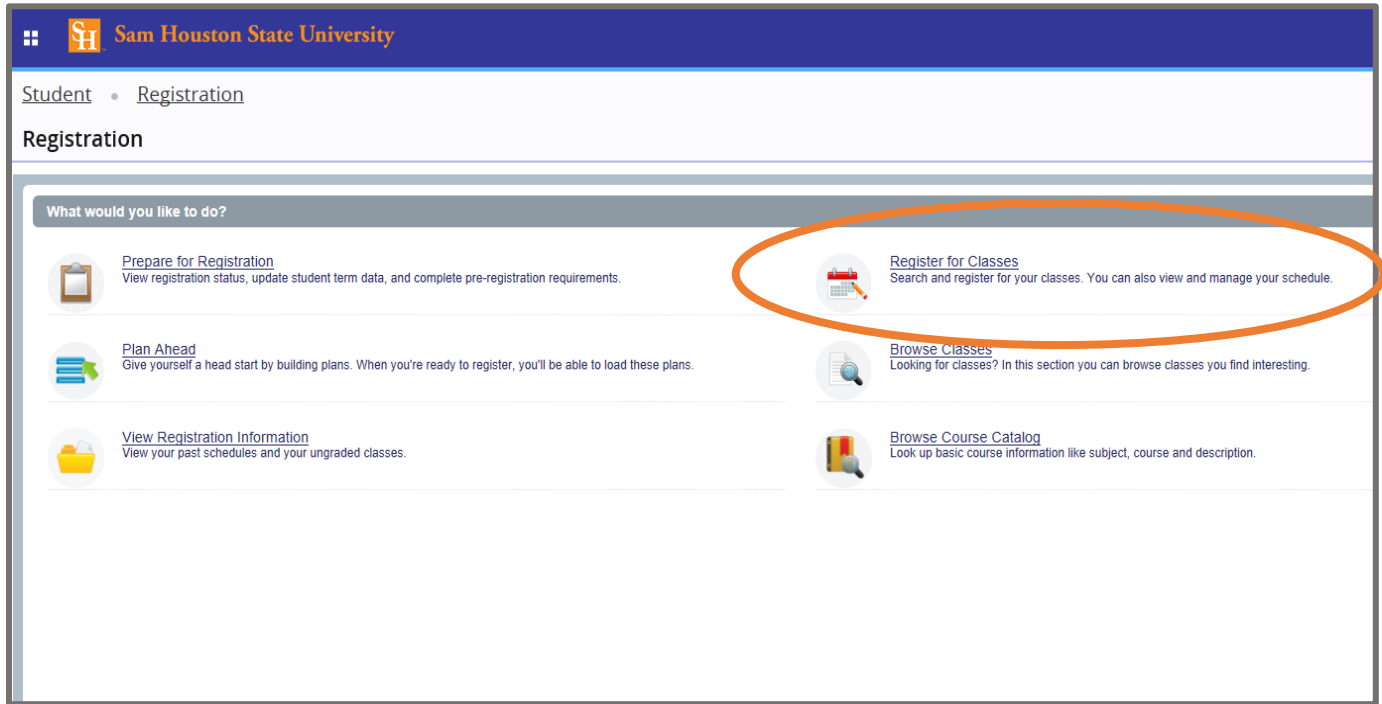 SH Sam Houston State University
Student • Registration
Registration
What would you like to do?
Prepare for Registration
View registration status, update student term data, and complete pre-registration requirements.
Register for Classes
Search and register for your classes. You can also view and manage your schedule.
Plan Ahead
Give yourself a head start by building plans. When you're ready to register, you'll be able to load these plans.
Browse Classes
Looking for classes? In this section you can browse classes you find interesting.
View Registration Information
View your past schedules and your ungraded classes.
Browse Course Catalog
Look up basic course information like subject, course and description.